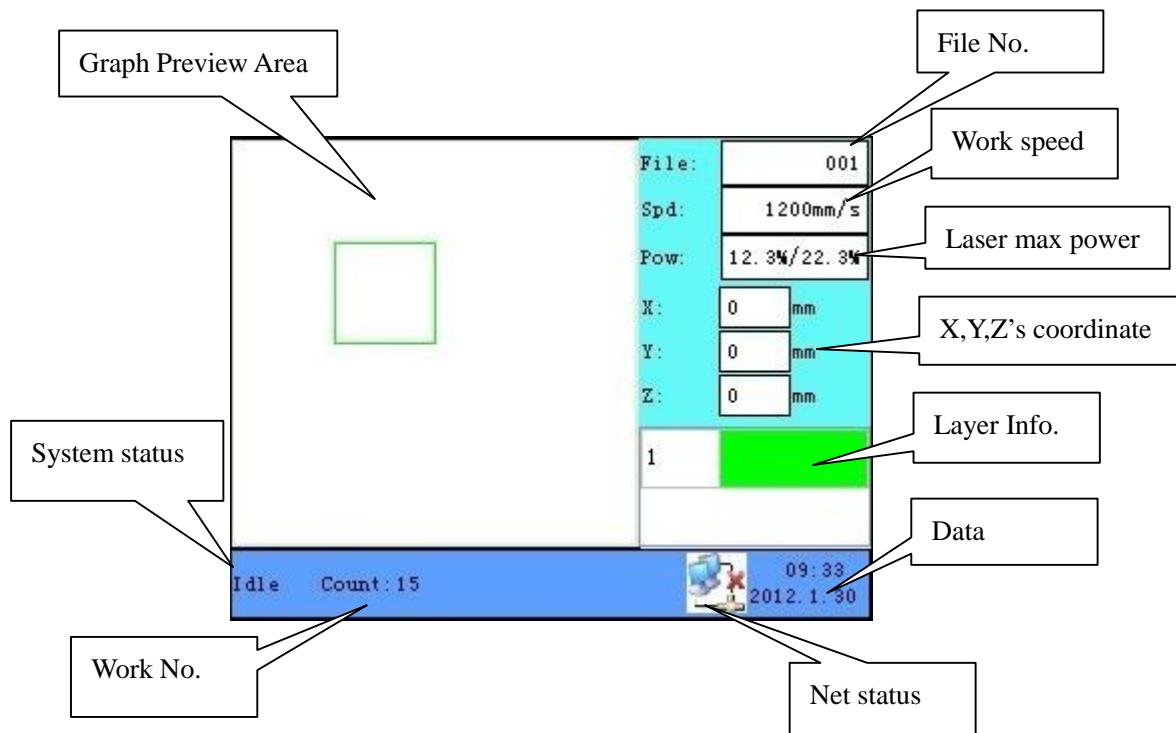 File No.
Graph Preview Area
Work speed
File: 001
Spd: 1200mm/s
Laser max power
Pow: 12.3%/22.3%
X: 0 mm
X,Y,Z’s coordinate
Y: 0 mm
Z: 0 mm
Layer Info.
System status
1
Data
Idle Count:15
09:33
2012.1.30
Work No.
Net status